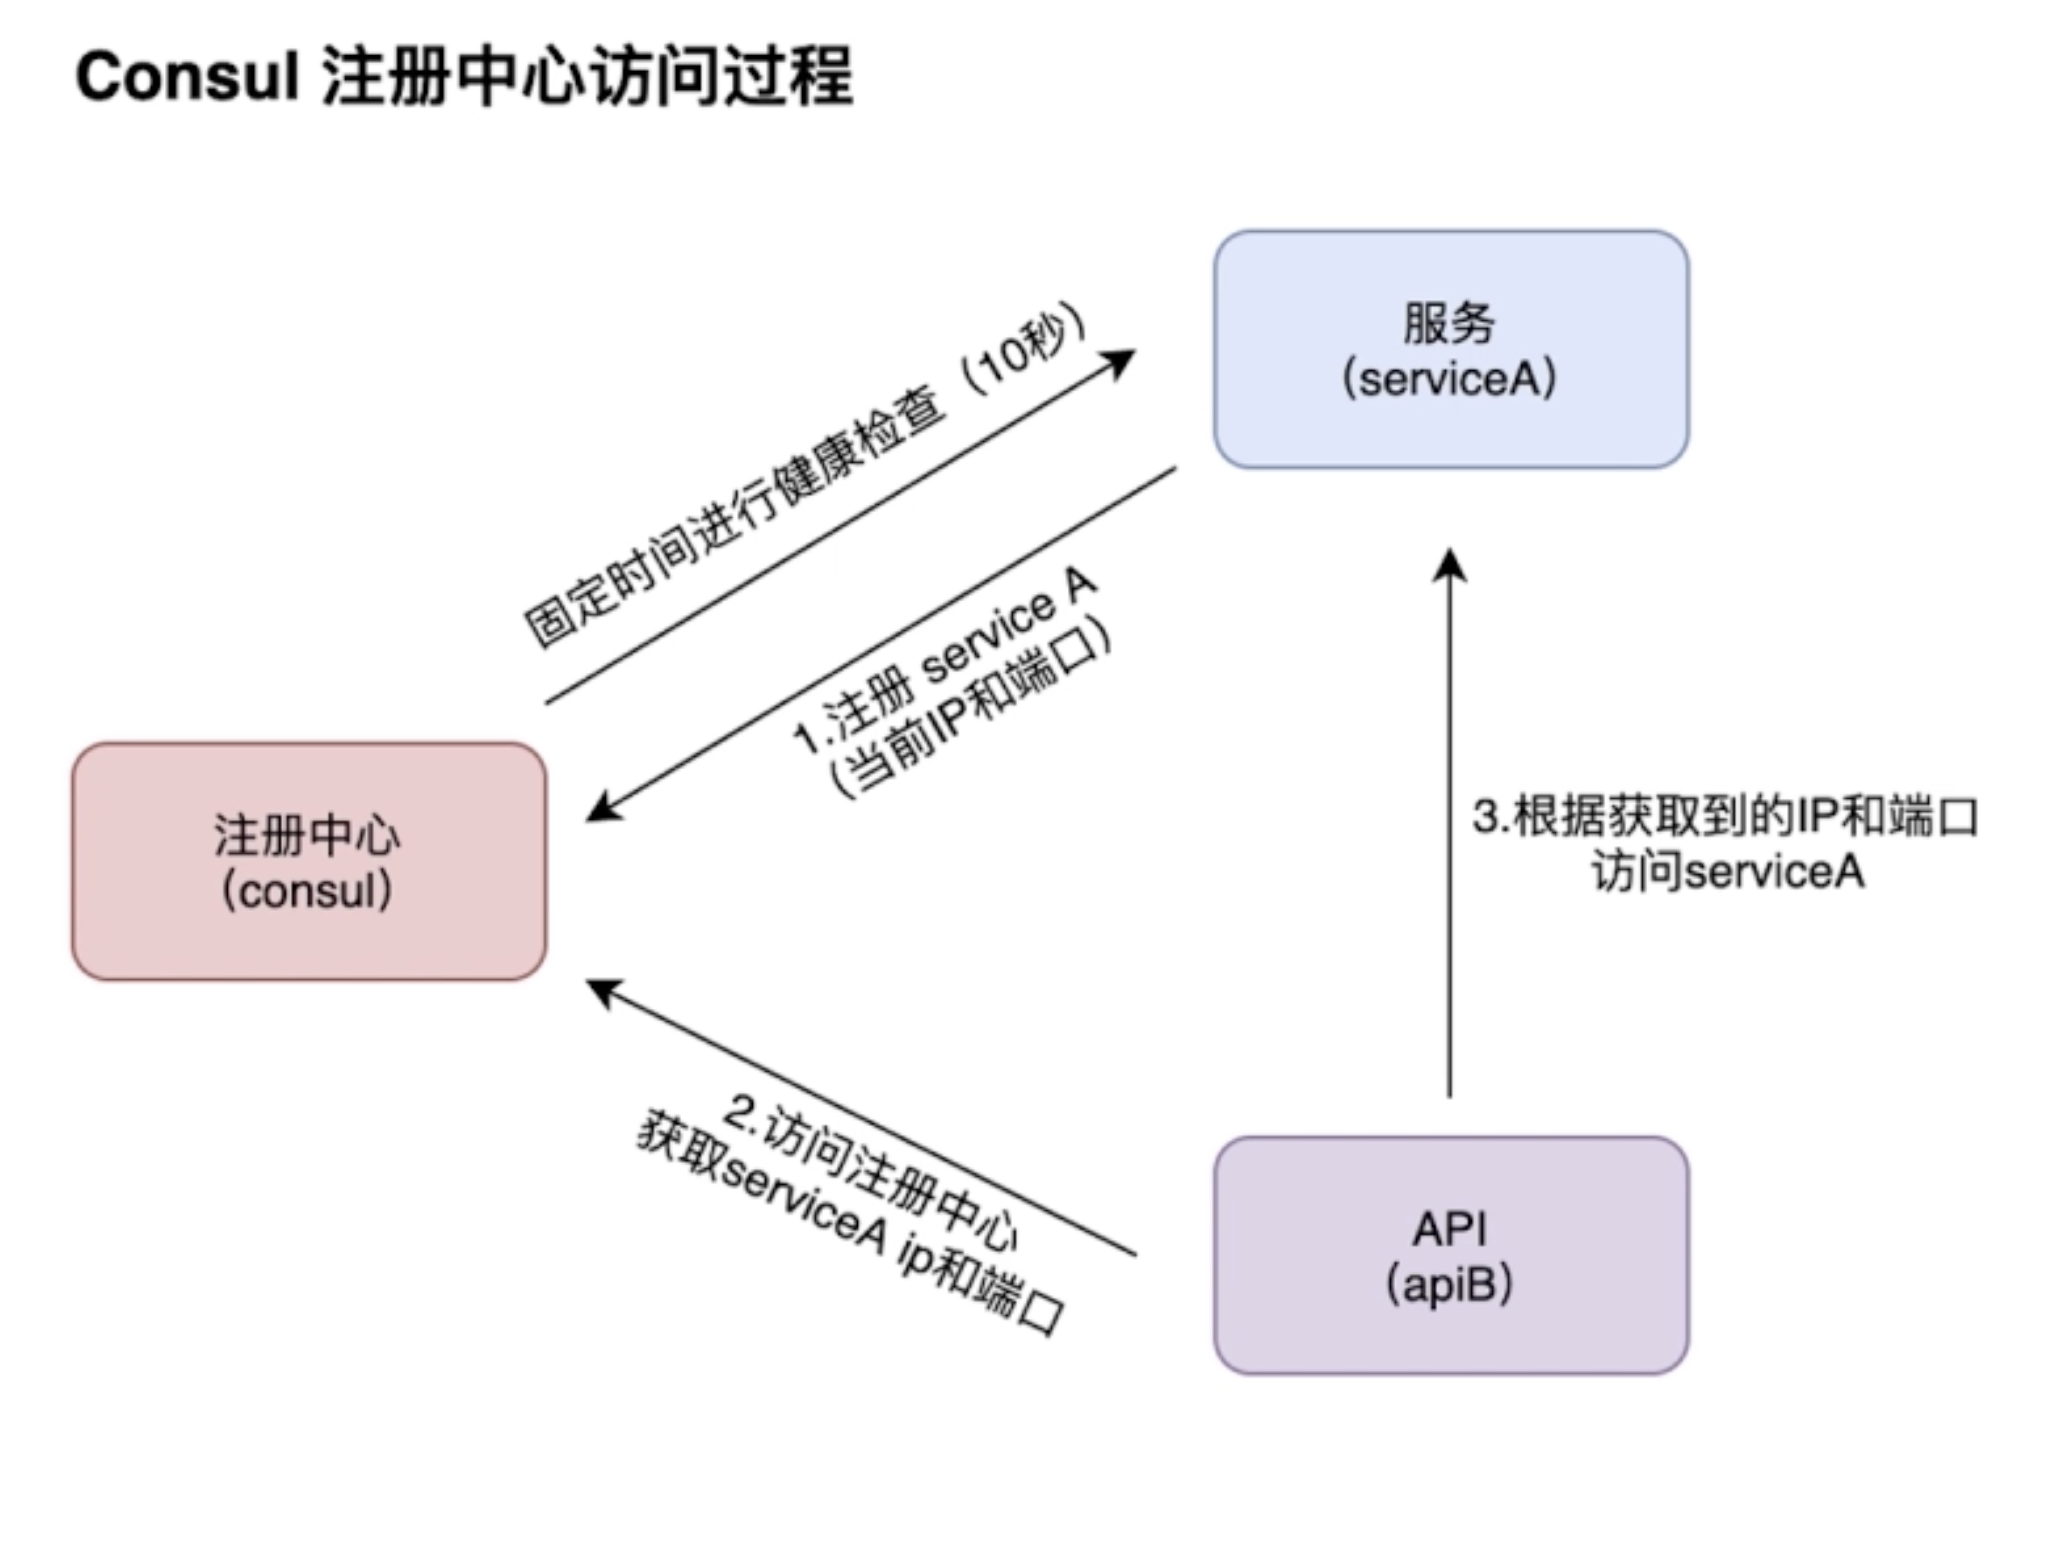 Consul 注册中心访问过程
服务
(serviceA)
固定时间进行健康检查（10秒）
1.注册 service A
(当前IP和端口)
注册中心
(consul)
3.根据获取到的IP和端口
访问serviceA
2.访问注册中心
获取serviceA ip和端口
API
(apiB)